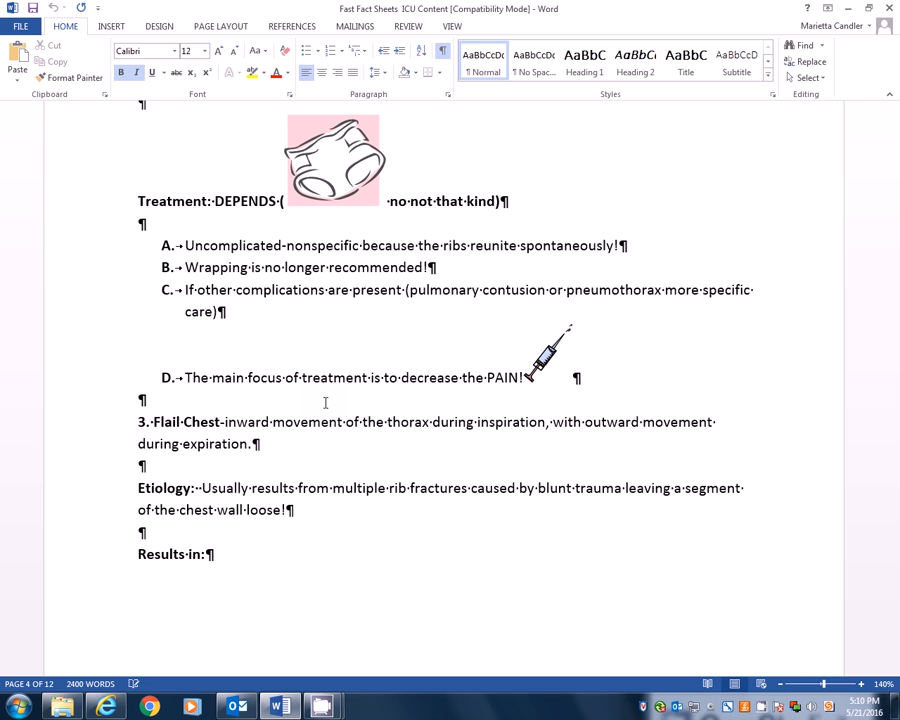 Fast Fact Sheets ICU Content [Compatibility Mode] - Word
FILE HOME INSERT DESIGN PAGE LAYOUT REFERENCES MAILINGS REVIEW VIEW Marietta Candler
Cut
Copy
Format Painter
Paste
Calibri 12
Find
Replace
Select
AaBbCcDc AaBbCcDc AaBbC AaBbCc AaBbC AaBbCcD
¶ Normal ¶ No Spac... Heading 1 Heading 2 Title Subtitle
Clipboard Font Paragraph Styles Editing
Treatment: DEPENDS ( no not that kind)¶
¶
A. Uncomplicated-nonspecific because the ribs reunite spontaneously!¶
B. Wrapping is no longer recommended!¶
C. If other complications are present (pulmonary contusion or pneumothorax more specific
care)¶
D. The main focus of treatment is to decrease the PAIN! ¶
¶
3. Flail Chest-inward movement of the thorax during inspiration, with outward movement
during expiration.¶
¶
Etiology: Usually results from multiple rib fractures caused by blunt trauma leaving a segment
of the chest wall loose!¶
¶
Results in:¶
PAGE 4 OF 12 2400 WORDS 140%
5:10 PM
5/21/2016